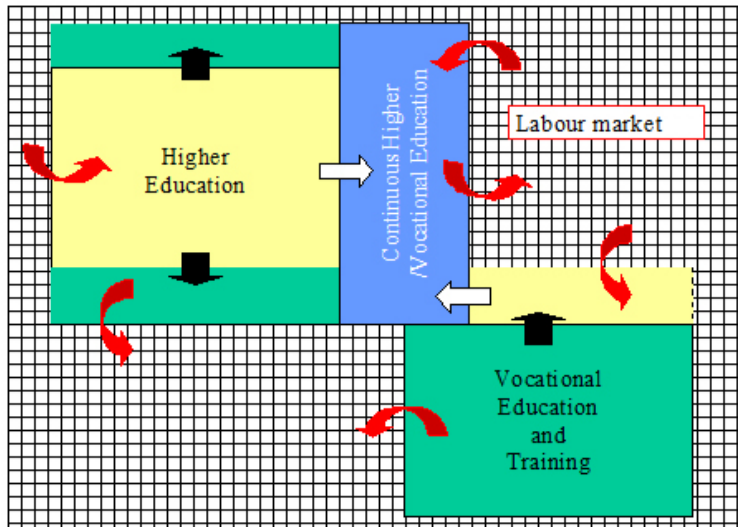 Higher
Education
Continuous Higher
/Vocational Education
Labour market
Vocational
Education
and
Training